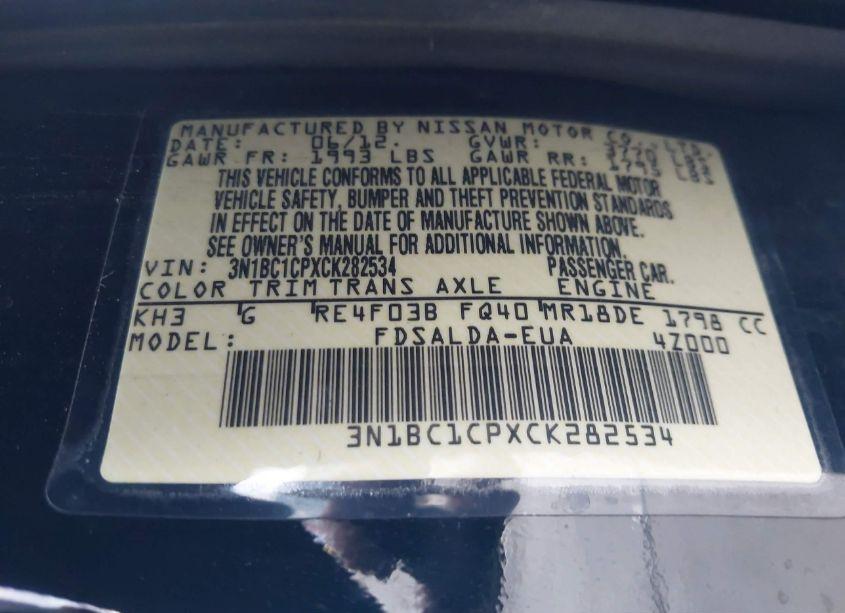 MANUFACTURED BY NISSAN MOTOR CO., LTD.
DATE: 06/12. GVWR:
GAWR FR: 1993 LBS GAWR RR:
THIS VEHICLE CONFORMS TO ALL APPLICABLE FEDERAL MOTOR
VEHICLE SAFETY, BUMPER AND THEFT PREVENTION STANDARDS
IN EFFECT ON THE DATE OF MANUFACTURE SHOWN ABOVE.
SEE OWNER'S MANUAL FOR ADDITIONAL INFORMATION.
VIN: 3N1BC1CPXCK282534 PASSENGER CAR.
COLOR TRIM TRANS AXLE ENGINE
KH3 G RE4F03B FQ40 MR18DE 1798 CC
MODEL: FDSALDA-EUA 4Z000
3N1BC1CPXCK282534